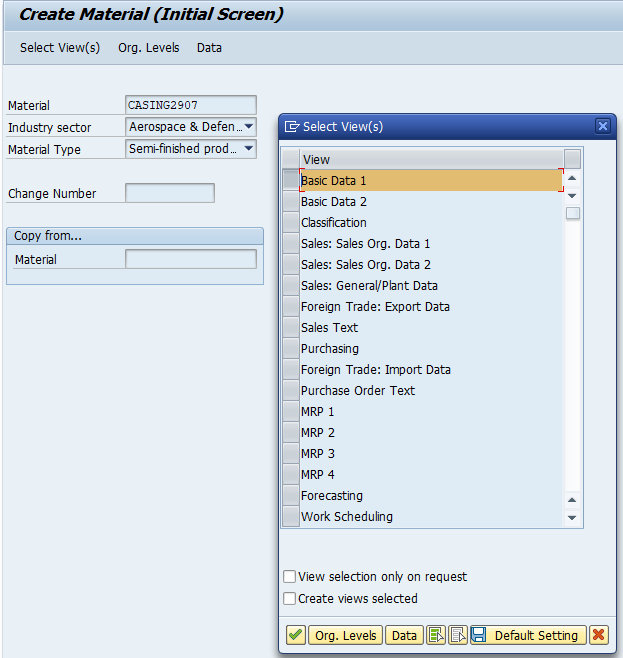 Create Material (Initial Screen)
Select View(s) Org. Levels Data
Material CASING2907
Industry sector Aerospace & Defen...
Material Type Semi-finished prod...
Change Number
Copy from...
Material
Select View(s)
View
Basic Data 1
Basic Data 2
Classification
Sales: Sales Org. Data 1
Sales: Sales Org. Data 2
Sales: General/Plant Data
Foreign Trade: Export Data
Sales Text
Purchasing
Foreign Trade: Import Data
Purchase Order Text
MRP 1
MRP 2
MRP 3
MRP 4
Forecasting
Work Scheduling
View selection only on request
Create views selected
Org. Levels Data Default Setting